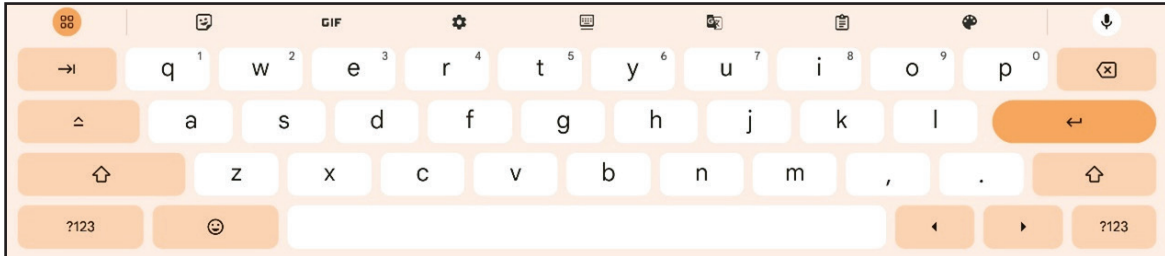 GIF
q 1 w 2 e 3 r 4 t 5 y 6 u 7 i 8 o 9 p 0
a s d f g h j k l
z x c v b n m , .
?123 ?123